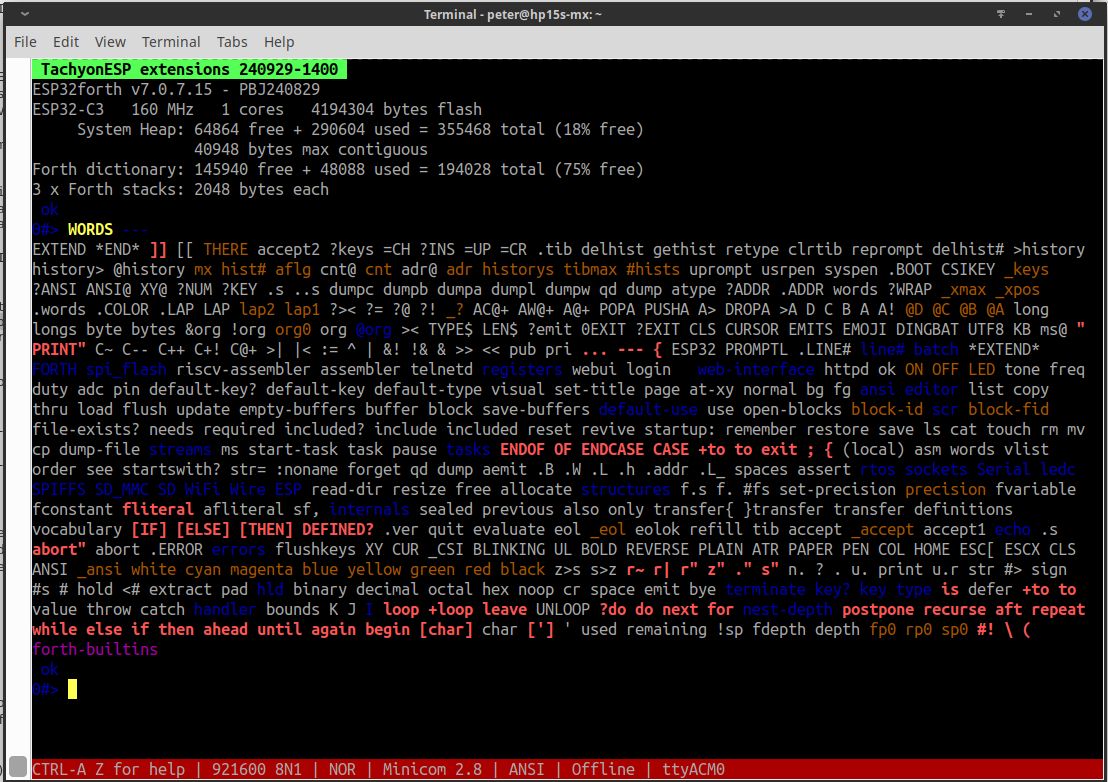 Terminal - peter@hp15s-mx: ~
File Edit View Terminal Tabs Help
TachyonESP extensions 240929-1400
ESP32forth v7.0.7.15 - PBJ240829
ESP32-C3 160 MHz 1 cores 4194304 bytes flash
System Heap: 64864 free + 290604 used = 355468 total (18% free)
40948 bytes max contiguous
Forth dictionary: 145940 free + 48088 used = 194028 total (75% free)
3 x Forth stacks: 2048 bytes each
ok
0#> WORDS ---
EXTEND *END* ]] [[ THERE accept2 ?keys =CH ?INS =UP =CR .tib delhist gethist retype clrtib reprompt delhist# >history
history> @history mx hist# aflg cnt@ cnt adr@ adr historys tibmax #hists uprompt usrpen syspen .BOOT CSIKEY _keys
?ANSI ANSI@ XY@ ?NUM ?KEY .s ..s dumpc dumpb dumpa dumpl dumpw qd dump atype ?ADDR .ADDR words ?WRAP _xmax _xpos
.words .COLOR .LAP LAP lap2 lap1 ?>< ?= ?@ ?! _? AC@+ AW@+ A@+ POPA PUSHA A> DROPA >A D C B A A! @D @C @B @A long
longs byte bytes &org !org org0 org @org >< TYPE$ LEN$ ?emit 0EXIT ?EXIT CLS CURSOR EMITS EMOJI DINGBAT UTF8 KB ms@ "
PRINT" C~ C-- C++ C+! C@+ >| |< := ^ | &! !& & >> << pub pri ... --- { ESP32 PROMPTL .LINE# line# batch *EXTEND*
FORTH spi_flash riscv-assembler assembler telnetd registers webui login web-interface httpd ok ON OFF LED tone freq
duty adc pin default-key? default-key default-type visual set-title page at-xy normal bg fg ansi editor list copy
thru load flush update empty-buffers buffer block save-buffers default-use use open-blocks block-id scr block-fid
file-exists? needs required included? include included reset revive startup: remember restore save ls cat touch rm mv
cp dump-file streams ms start-task task pause tasks ENDOF OF ENDCASE CASE +to to exit ; { (local) asm words vlist
order see startswith? str= :noname forget qd dump aemit .B .W .L .h .addr .L_ spaces assert rtos sockets Serial ledc
SPIFFS SD_MMC SD WiFi Wire ESP read-dir resize free allocate structures f.s f. #fs set-precision precision fvariable
fconstant fliteral afliteral sf, internals sealed previous also only transfer{ }transfer transfer definitions
vocabulary [IF] [ELSE] [THEN] DEFINED? .ver quit evaluate eol _eol eolok refill tib accept _accept accept1 echo .s
abort" abort .ERROR errors flushkeys XY CUR _CSI BLINKING UL BOLD REVERSE PLAIN ATR PAPER PEN COL HOME ESC[ ESCX CLS
ANSI _ansi white cyan magenta blue yellow green red black z>s s>z r~ r| r" z" ." s" n. ? . u. print u.r str #> sign
#s # hold <# extract pad hld binary decimal octal hex noop cr space emit bye terminate key? key type is defer +to to
value throw catch handler bounds K J I loop +loop leave UNLOOP ?do do next for nest-depth postpone recurse aft repeat
while else if then ahead until again begin [char] char ['] ' used remaining !sp fdepth depth fp0 rp0 sp0 #! \ (
forth-builtins
ok
0#>
CTRL-A Z for help | 921600 8N1 | NOR | Minicom 2.8 | ANSI | Offline | ttyACM0